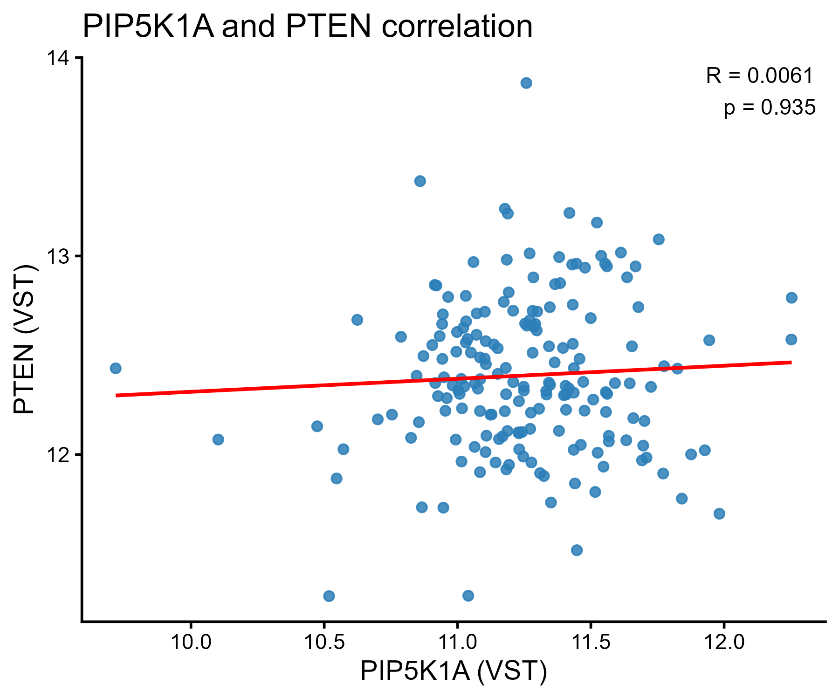 PIP5K1A and PTEN correlation
R = 0.0061
p = 0.935
PTEN (VST)
14
13
12
10.0 10.5 11.0 11.5 12.0
PIP5K1A (VST)